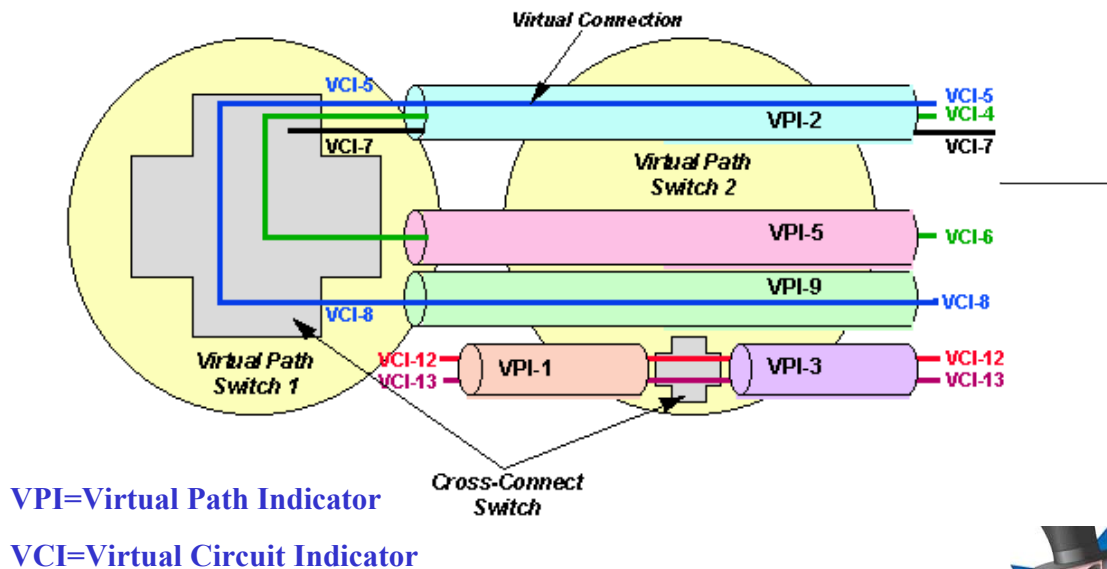 Virtual Connection
VCI-5
VCI-5
VPI-2
VCI-4
VCI-7
VCI-7
Virtual Path
Switch 2
VPI-5
VCI-6
VPI-9
VCI-8
VCI-8
Virtual Path
Switch 1
VCI-12
VCI-13
VPI-1
VPI-3
VCI-12
VCI-13
Cross-Connect
Switch
VPI=Virtual Path Indicator
VCI=Virtual Circuit Indicator